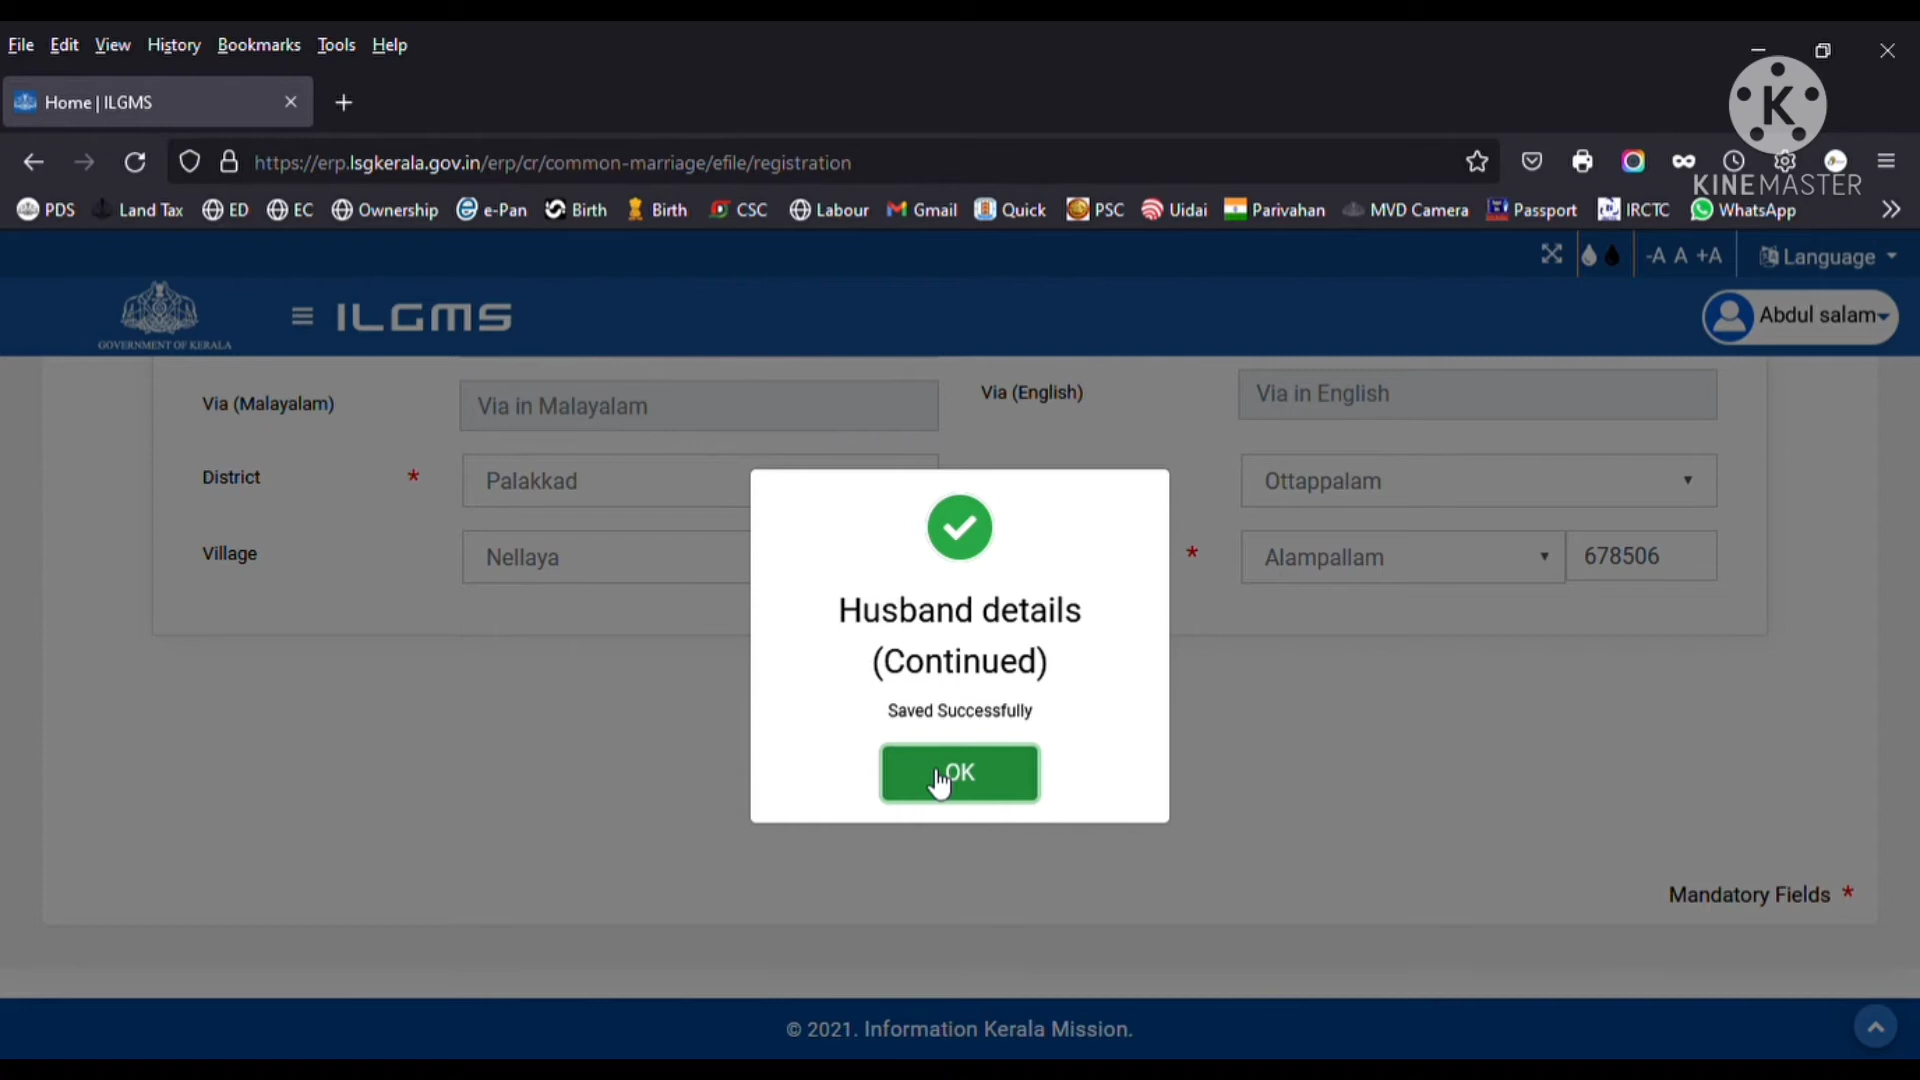 File Edit View History Bookmarks Tools Help
Home | ILGMS
https://erp.lsgkerala.gov.in/erp/cr/common-marriage/efile/registration
K
KINEMASTER
PDS Land Tax ED EC Ownership e-Pan Birth Birth CSC Labour Gmail Quick PSC Uidai Parivahan MVD Camera Passport IRCTC WhatsApp
-A A +A Language
GOVERNMENT OF KERALA
ILGMS
Abdul salam
Via (Malayalam) Via in Malayalam Via (English) Via in English
District * Palakkad Ottappalam
Village Nellaya * Alampallam 678506
Husband details
(Continued)
Saved Successfully
OK
Mandatory Fields *
© 2021. Information Kerala Mission.